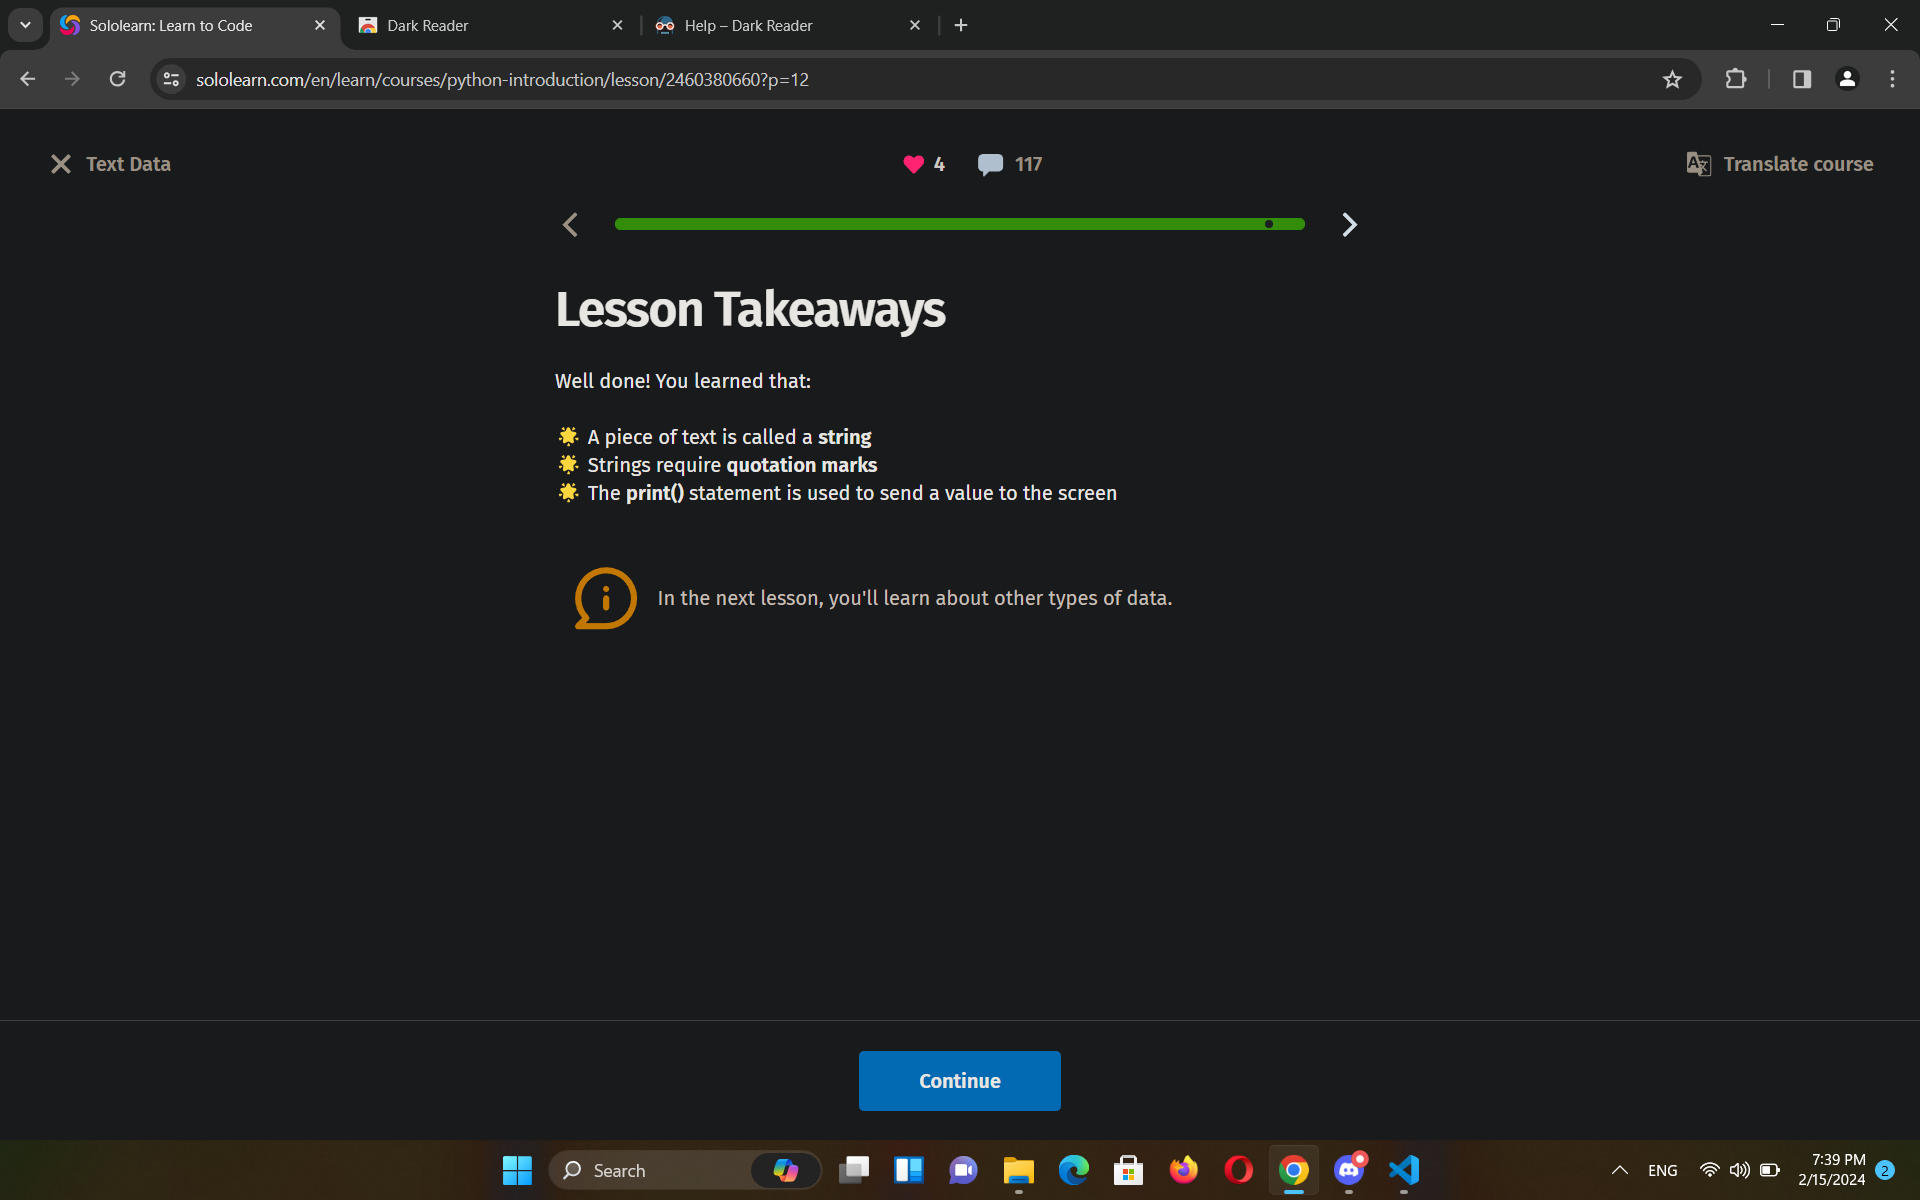 Sololearn: Learn to Code
Dark Reader
Help – Dark Reader
sololearn.com/en/learn/courses/python-introduction/lesson/2460380660?p=12
Text Data
4
117
Translate course
Lesson Takeaways
Well done! You learned that:
🌟 A piece of text is called a string
🌟 Strings require quotation marks
🌟 The print() statement is used to send a value to the screen
In the next lesson, you'll learn about other types of data.
Continue
Search
ENG
7:39 PM
2/15/2024
2